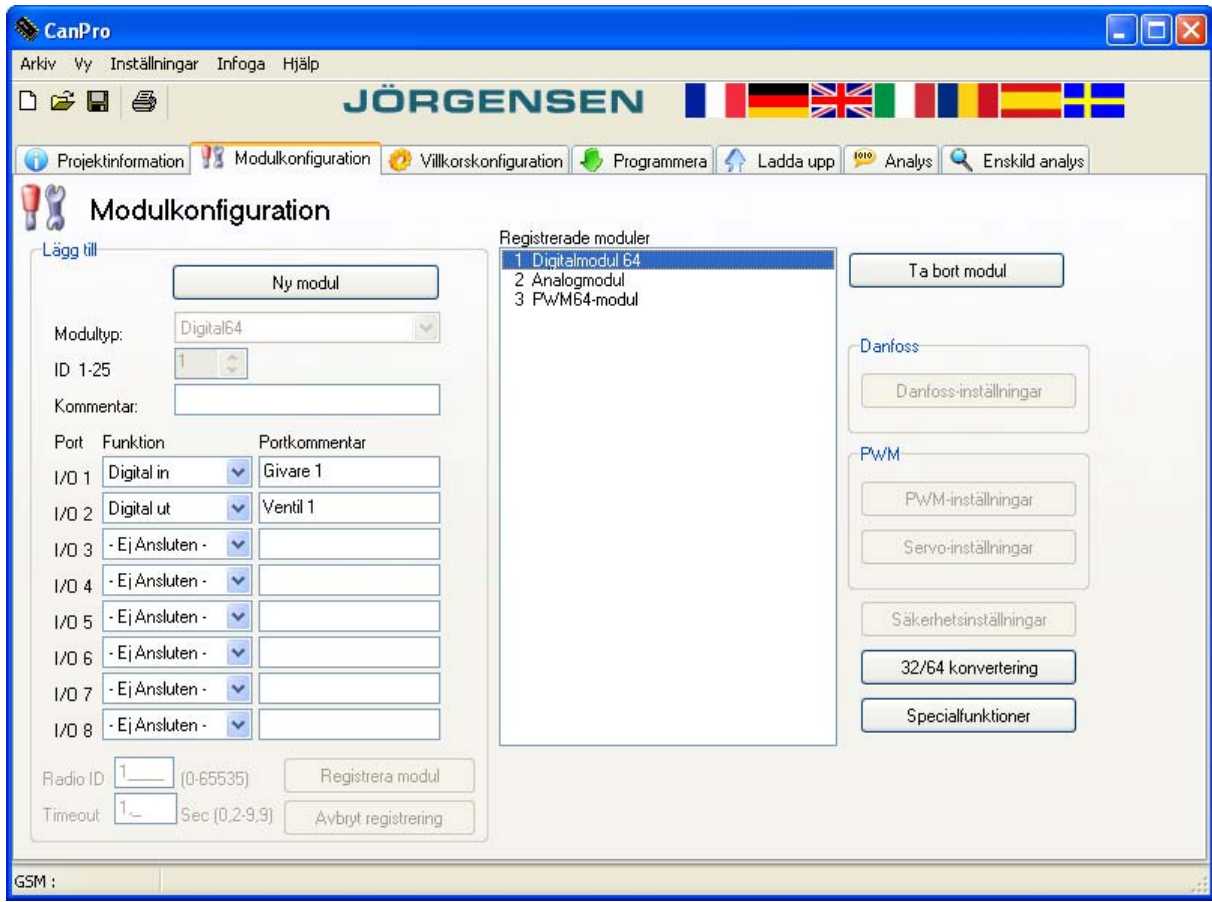 CanPro
Arkiv Vy Inställningar Infoga Hjälp
JÖRGENSEN
Projektinformation Modulkonfiguration Villkorskonfiguration Programmera Ladda upp Analys Enskild analys
Modulkonfiguration
Lägg till
Ny modul
Modultyp: Digital64
ID 1-25 1
Kommentar:
Port Funktion Portkommentar
I/O 1 Digital in Givare 1
I/O 2 Digital ut Ventil 1
I/O 3 - Ej Ansluten -
I/O 4 - Ej Ansluten -
I/O 5 - Ej Ansluten -
I/O 6 - Ej Ansluten -
I/O 7 - Ej Ansluten -
I/O 8 - Ej Ansluten -
Radio ID 1____ (0-65535) Registrera modul
Timeout 1,_ Sec (0,2-9,9) Avbryt registrering
Registrerade moduler
1 Digitalmodul 64
2 Analogmodul
3 PWM64-modul
Ta bort modul
Danfoss
Danfoss-inställningar
PWM
PWM-inställningar
Servo-inställningar
Säkerhetsinställningar
32/64 konvertering
Specialfunktioner
GSM :